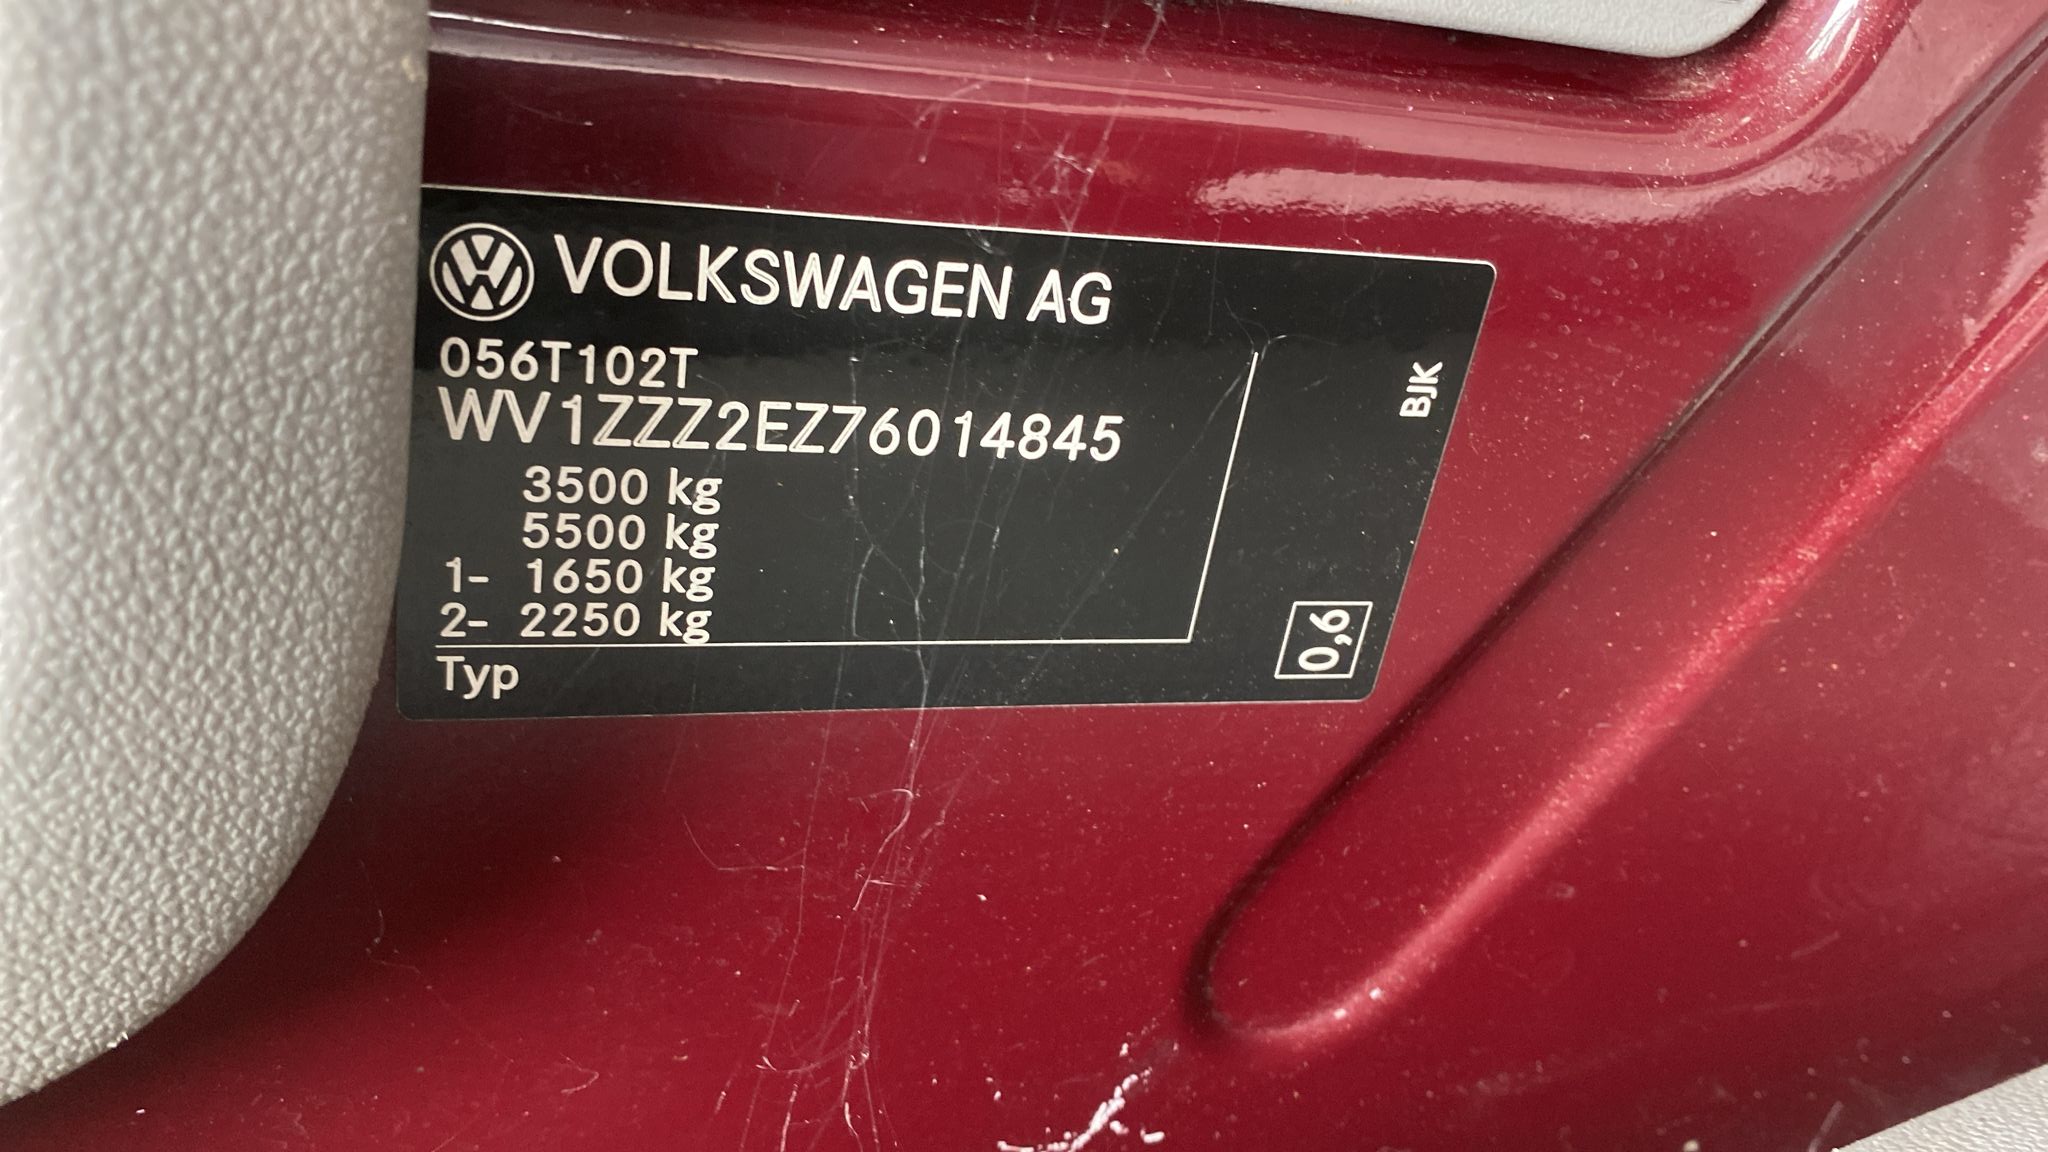 VOLKSWAGEN AG
056T102T
WV1ZZZ2EZ76014845
3500 kg
5500 kg
1- 1650 kg
2- 2250 kg
Typ
BJK
0,6